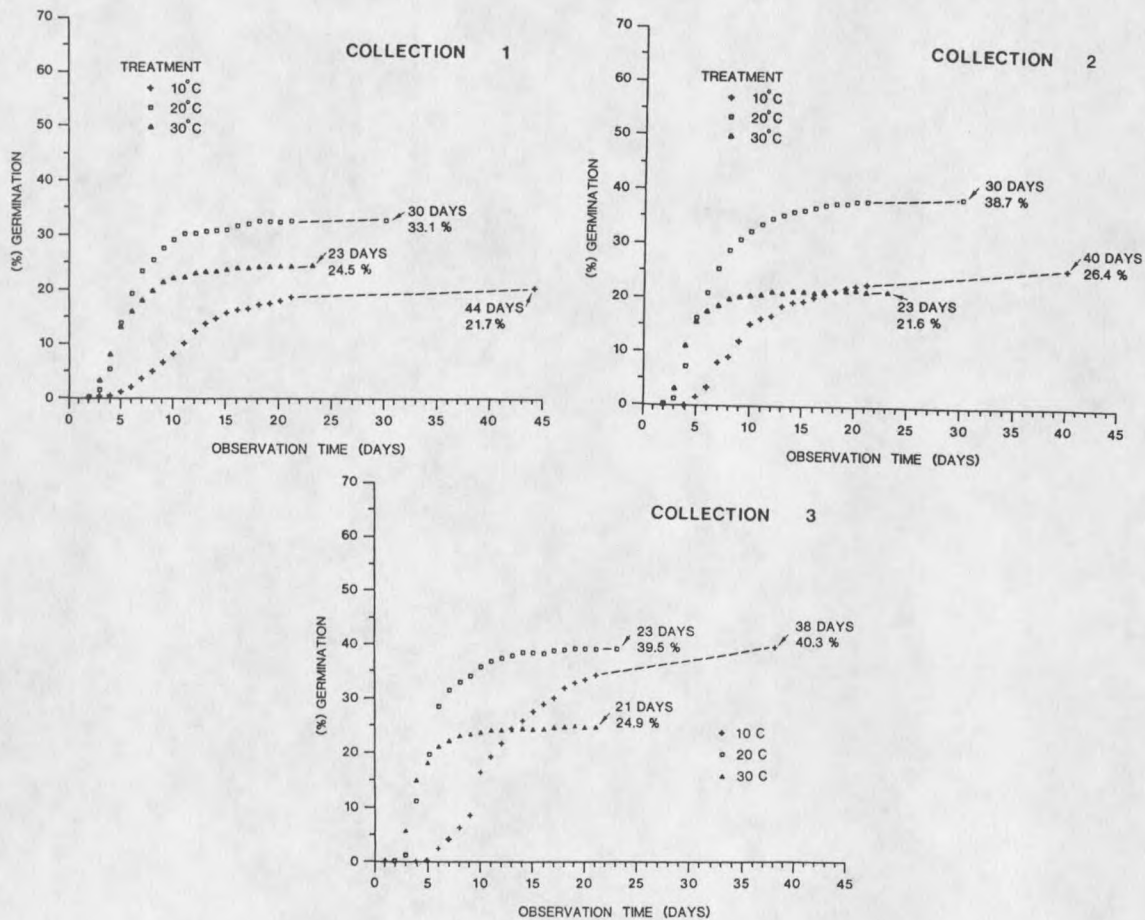 COLLECTION 1
TREATMENT
10°C
20°C
30°C
(%) GERMINATION
70
60
50
40
30
20
10
0
30 DAYS
33.1 %
23 DAYS
24.5 %
44 DAYS
21.7 %
0 5 10 15 20 25 30 35 40 45
OBSERVATION TIME (DAYS)
COLLECTION 2
TREATMENT
10°C
20°C
30°C
(%) GERMINATION
70
60
50
40
30
20
10
0
30 DAYS
38.7 %
40 DAYS
26.4 %
23 DAYS
21.6 %
0 5 10 15 20 25 30 35 40 45
OBSERVATION TIME (DAYS)
COLLECTION 3
(%) GERMINATION
70
60
50
40
30
20
10
0
23 DAYS
39.5 %
38 DAYS
40.3 %
21 DAYS
24.9 %
10 C
20 C
30 C
0 5 10 15 20 25 30 35 40 45
OBSERVATION TIME (DAYS)